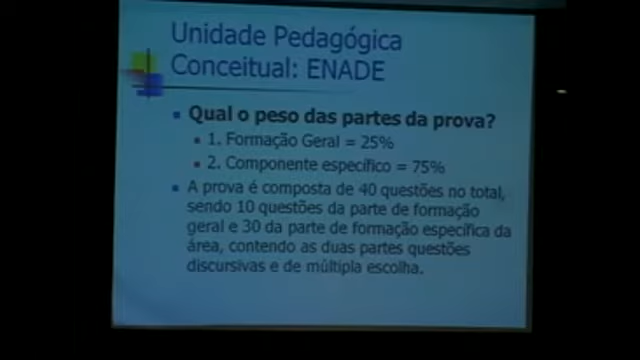 Unidade Pedagógica
Conceitual: ENADE
Qual o peso das partes da prova?
1. Formação Geral = 25%
2. Componente específico = 75%
A prova é composta de 40 questões no total,
sendo 10 questões da parte de formação
geral e 30 da parte de formação específica da
área, contendo as duas partes questões
discursivas e de múltipla escolha.